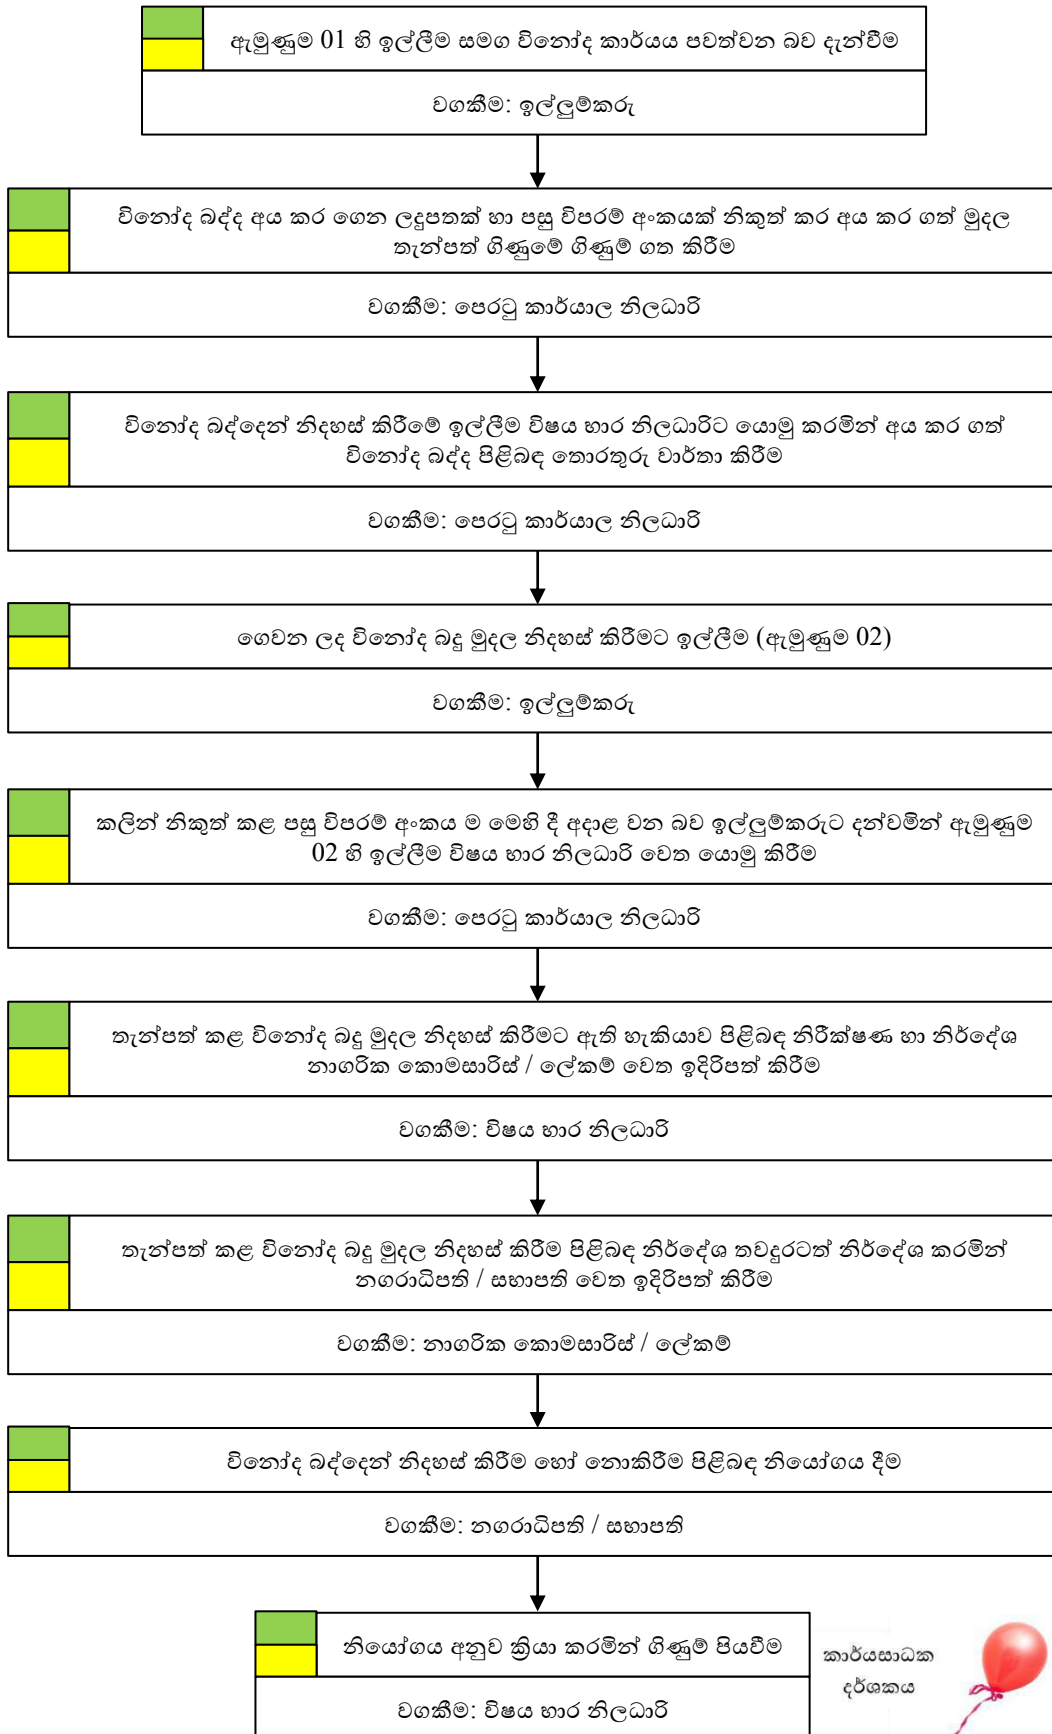 ඇමුණුම 01 හි ඉල්ලීම සමග විනෝද කාර්යය පවත්වන බව දැන්වීම
වගකීම: ඉල්ලුම්කරු
විනෝද බද්ද අය කර ගෙන ලදුපතක් හා පසු විපරම් අංකයක් නිකුත් කර අය කර ගත් මුදල
තැන්පත් ගිණුමේ ගිණුම් ගත කිරීම
වගකීම: පෙරටු කාර්යාල නිලධාරි
විනෝද බද්දෙන් නිදහස් කිරීමේ ඉල්ලීම විෂය භාර නිලධාරිට යොමු කරමින් අය කර ගත්
විනෝද බද්ද පිළිබඳ තොරතුරු වාර්තා කිරීම
වගකීම: පෙරටු කාර්යාල නිලධාරි
ගෙවන ලද විනෝද බදු මුදල නිදහස් කිරීමට ඉල්ලීම (ඇමුණුම 02)
වගකීම: ඉල්ලුම්කරු
කලින් නිකුත් කළ පසු විපරම් අංකය ම මෙහි දී අදාළ වන බව ඉල්ලුම්කරුට දන්වමින් ඇමුණුම
02 හි ඉල්ලීම විෂය භාර නිලධාරි වෙත යොමු කිරීම
වගකීම: පෙරටු කාර්යාල නිලධාරි
තැන්පත් කළ විනෝද බදු මුදල නිදහස් කිරීමට ඇති හැකියාව පිළිබඳ නිරීක්ෂණ හා නිර්දේශ
නාගරික කොමසාරිස් / ලේකම් වෙත ඉදිරිපත් කිරීම
වගකීම: විෂය භාර නිලධාරි
තැන්පත් කළ විනෝද බදු මුදල නිදහස් කිරීම පිළිබඳ නිර්දේශ තවදුරටත් නිර්දේශ කරමින්
නගරාධිපති / සභාපති වෙත ඉදිරිපත් කිරීම
වගකීම: නාගරික කොමසාරිස් / ලේකම්
විනෝද බද්දෙන් නිදහස් කිරීම හෝ නොකිරීම පිළිබඳ නියෝගය දීම
වගකීම: නගරාධිපති / සභාපති
නියෝගය අනුව ක්‍රියා කරමින් ගිණුම් පියවීම
වගකීම: විෂය භාර නිලධාරි
කාර්යසාධක
දර්ශකය